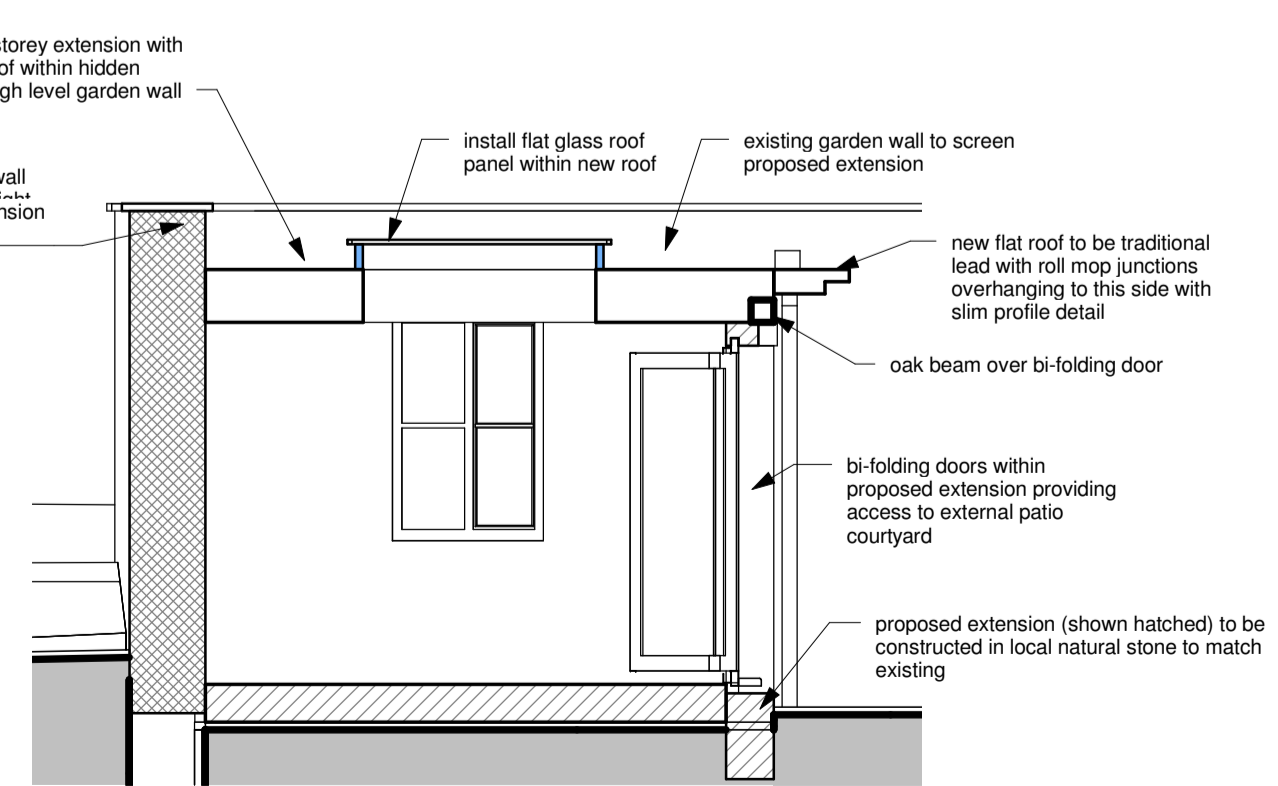 storey extension with
of within hidden
gh level garden wall
install flat glass roof
panel within new roof
existing garden wall to screen
proposed extension
wall
nsion
new flat roof to be traditional
lead with roll mop junctions
overhanging to this side with
slim profile detail
oak beam over bi-folding door
bi-folding doors within
proposed extension providing
access to external patio
courtyard
proposed extension (shown hatched) to be
constructed in local natural stone to match
existing